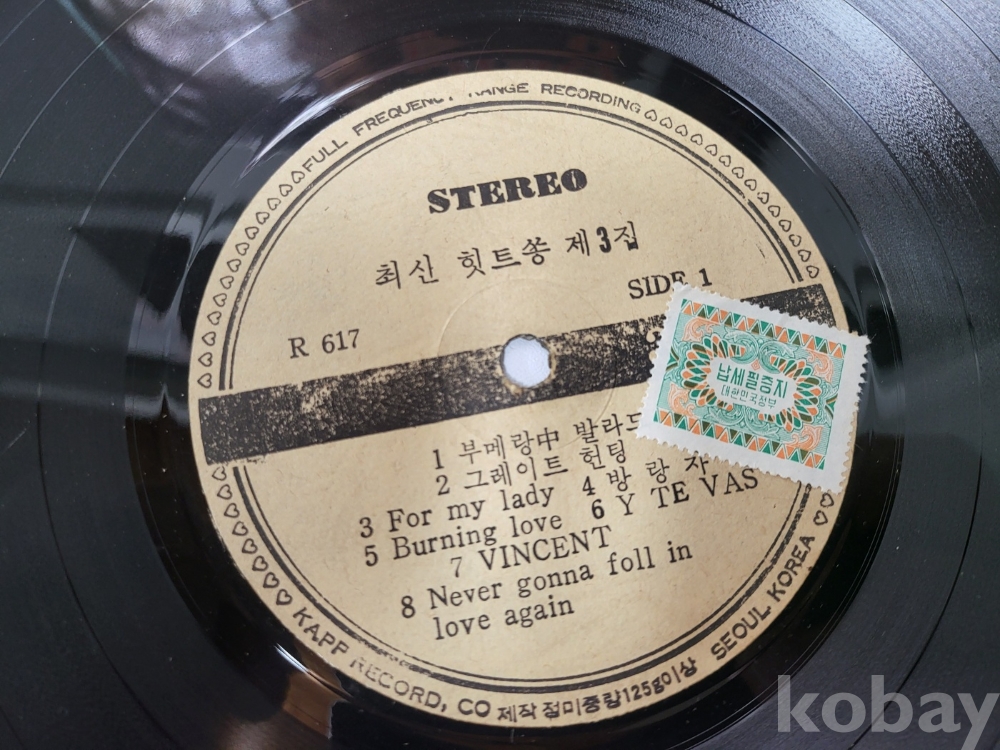 FULL FREQUENCY RANGE RECORDING
STEREO
최신 힛트쏭 제3집
SIDE 1
R 617
납세필증지
대한민국정부
1 부메랑中 발라드
2 그레이트 헌팅
3 For my lady 4 방 랑 자
5 Burning love 6 Y TE VAS
7 VINCENT
8 Never gonna foll in
love again
KAPP RECORD, CO 제작 점미중량125g이상 SEOUL KOREA
kobay